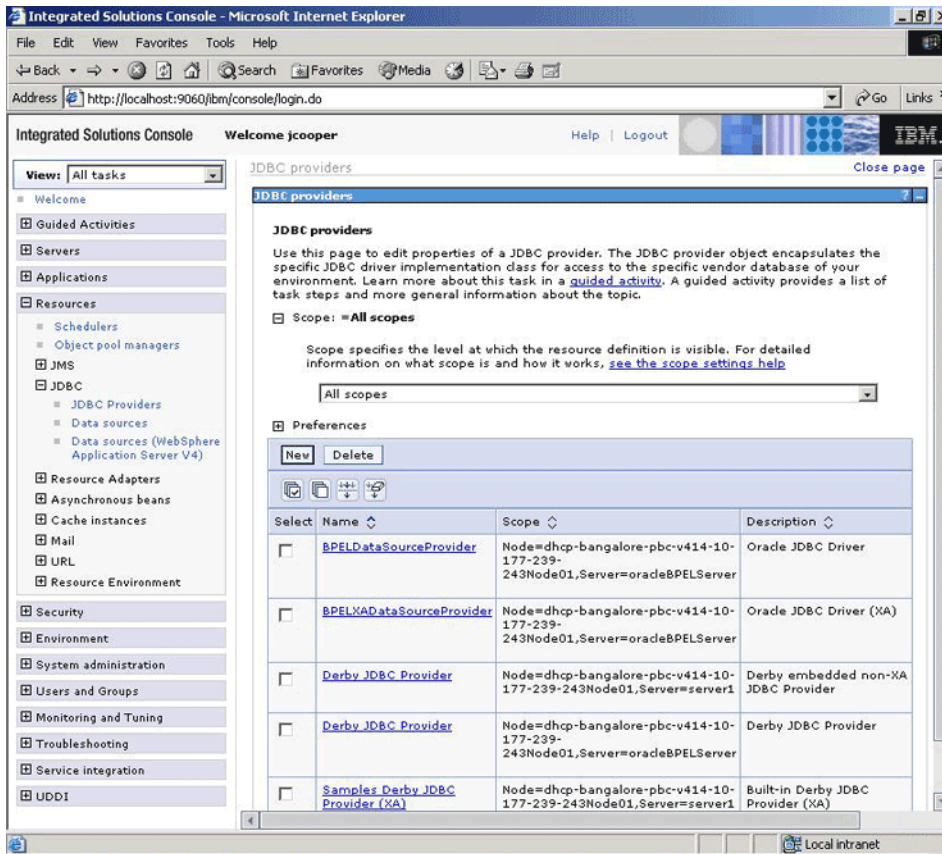 Integrated Solutions Console - Microsoft Internet Explorer
File Edit View Favorites Tools Help
Back Search Favorites Media
Address http://localhost:9060/ibm/console/login.do Go Links
Integrated Solutions Console Welcome jcooper Help | Logout IBM.
View: All tasks
Welcome
Guided Activities
Servers
Applications
Resources
Schedulers
Object pool managers
JMS
JDBC
JDBC Providers
Data sources
Data sources (WebSphere
Application Server V4)
Resource Adapters
Asynchronous beans
Cache instances
Mail
URL
Resource Environment
Security
Environment
System administration
Users and Groups
Monitoring and Tuning
Troubleshooting
Service integration
UDDI
JDBC providers Close page
JDBC providers ? -
JDBC providers
Use this page to edit properties of a JDBC provider. The JDBC provider object encapsulates the
specific JDBC driver implementation class for access to the specific vendor database of your
environment. Learn more about this task in a guided activity. A guided activity provides a list of
task steps and more general information about the topic.
Scope: =All scopes
Scope specifies the level at which the resource definition is visible. For detailed
information on what scope is and how it works, see the scope settings help
All scopes
Preferences
New Delete
Select Name Scope Description
BPELDataSourceProvider Node=dhcp-bangalore-pbc-v414-10- Oracle JDBC Driver
177-239-
243Node01,Server=oracleBPELServer
BPELXADataSourceProvider Node=dhcp-bangalore-pbc-v414-10- Oracle JDBC Driver (XA)
177-239-
243Node01,Server=oracleBPELServer
Derby JDBC Provider Node=dhcp-bangalore-pbc-v414-10- Derby embedded non-XA
177-239-243Node01,Server=server1 JDBC Provider
Derby JDBC Provider Node=dhcp-bangalore-pbc-v414-10- Derby JDBC Provider
177-239-
243Node01,Server=oracleBPELServer
Samples Derby JDBC Node=dhcp-bangalore-pbc-v414-10- Built-in Derby JDBC
Provider (XA) 177-239-243Node01,Server=server1 Provider (XA)
Local intranet